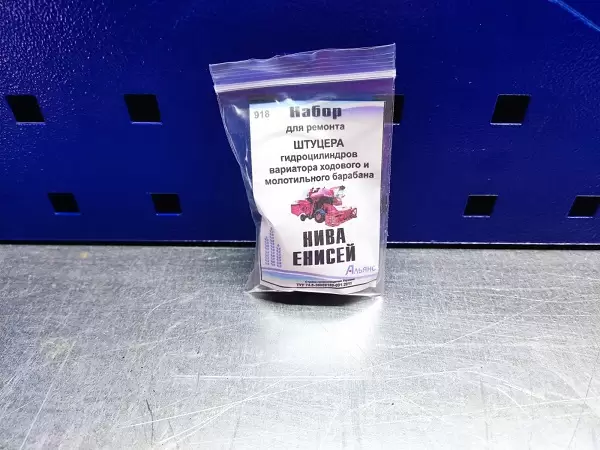 918 Набор
для ремонта
ШТУЦЕРА
гидроцилиндров
вариатора ходового и
молотильного барабана
НИВА
ЕНИСЕЙ
Альянс